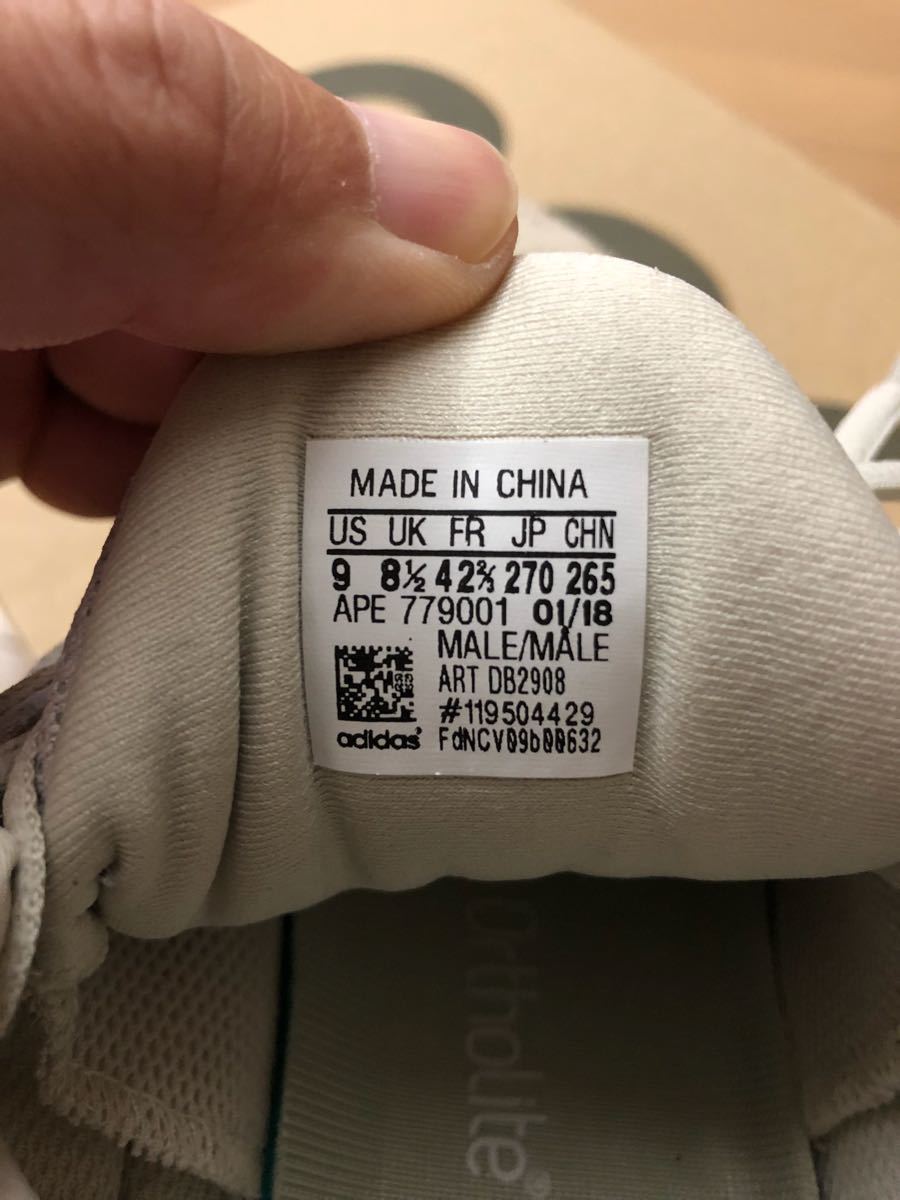 MADE IN CHINA
US UK FR JP CHN
9 8½ 42⅔ 270 265
APE 779001 01/18
MALE/MALE
ART DB2908
#119504429
adidas FdNCV09b00632
Ortholite®